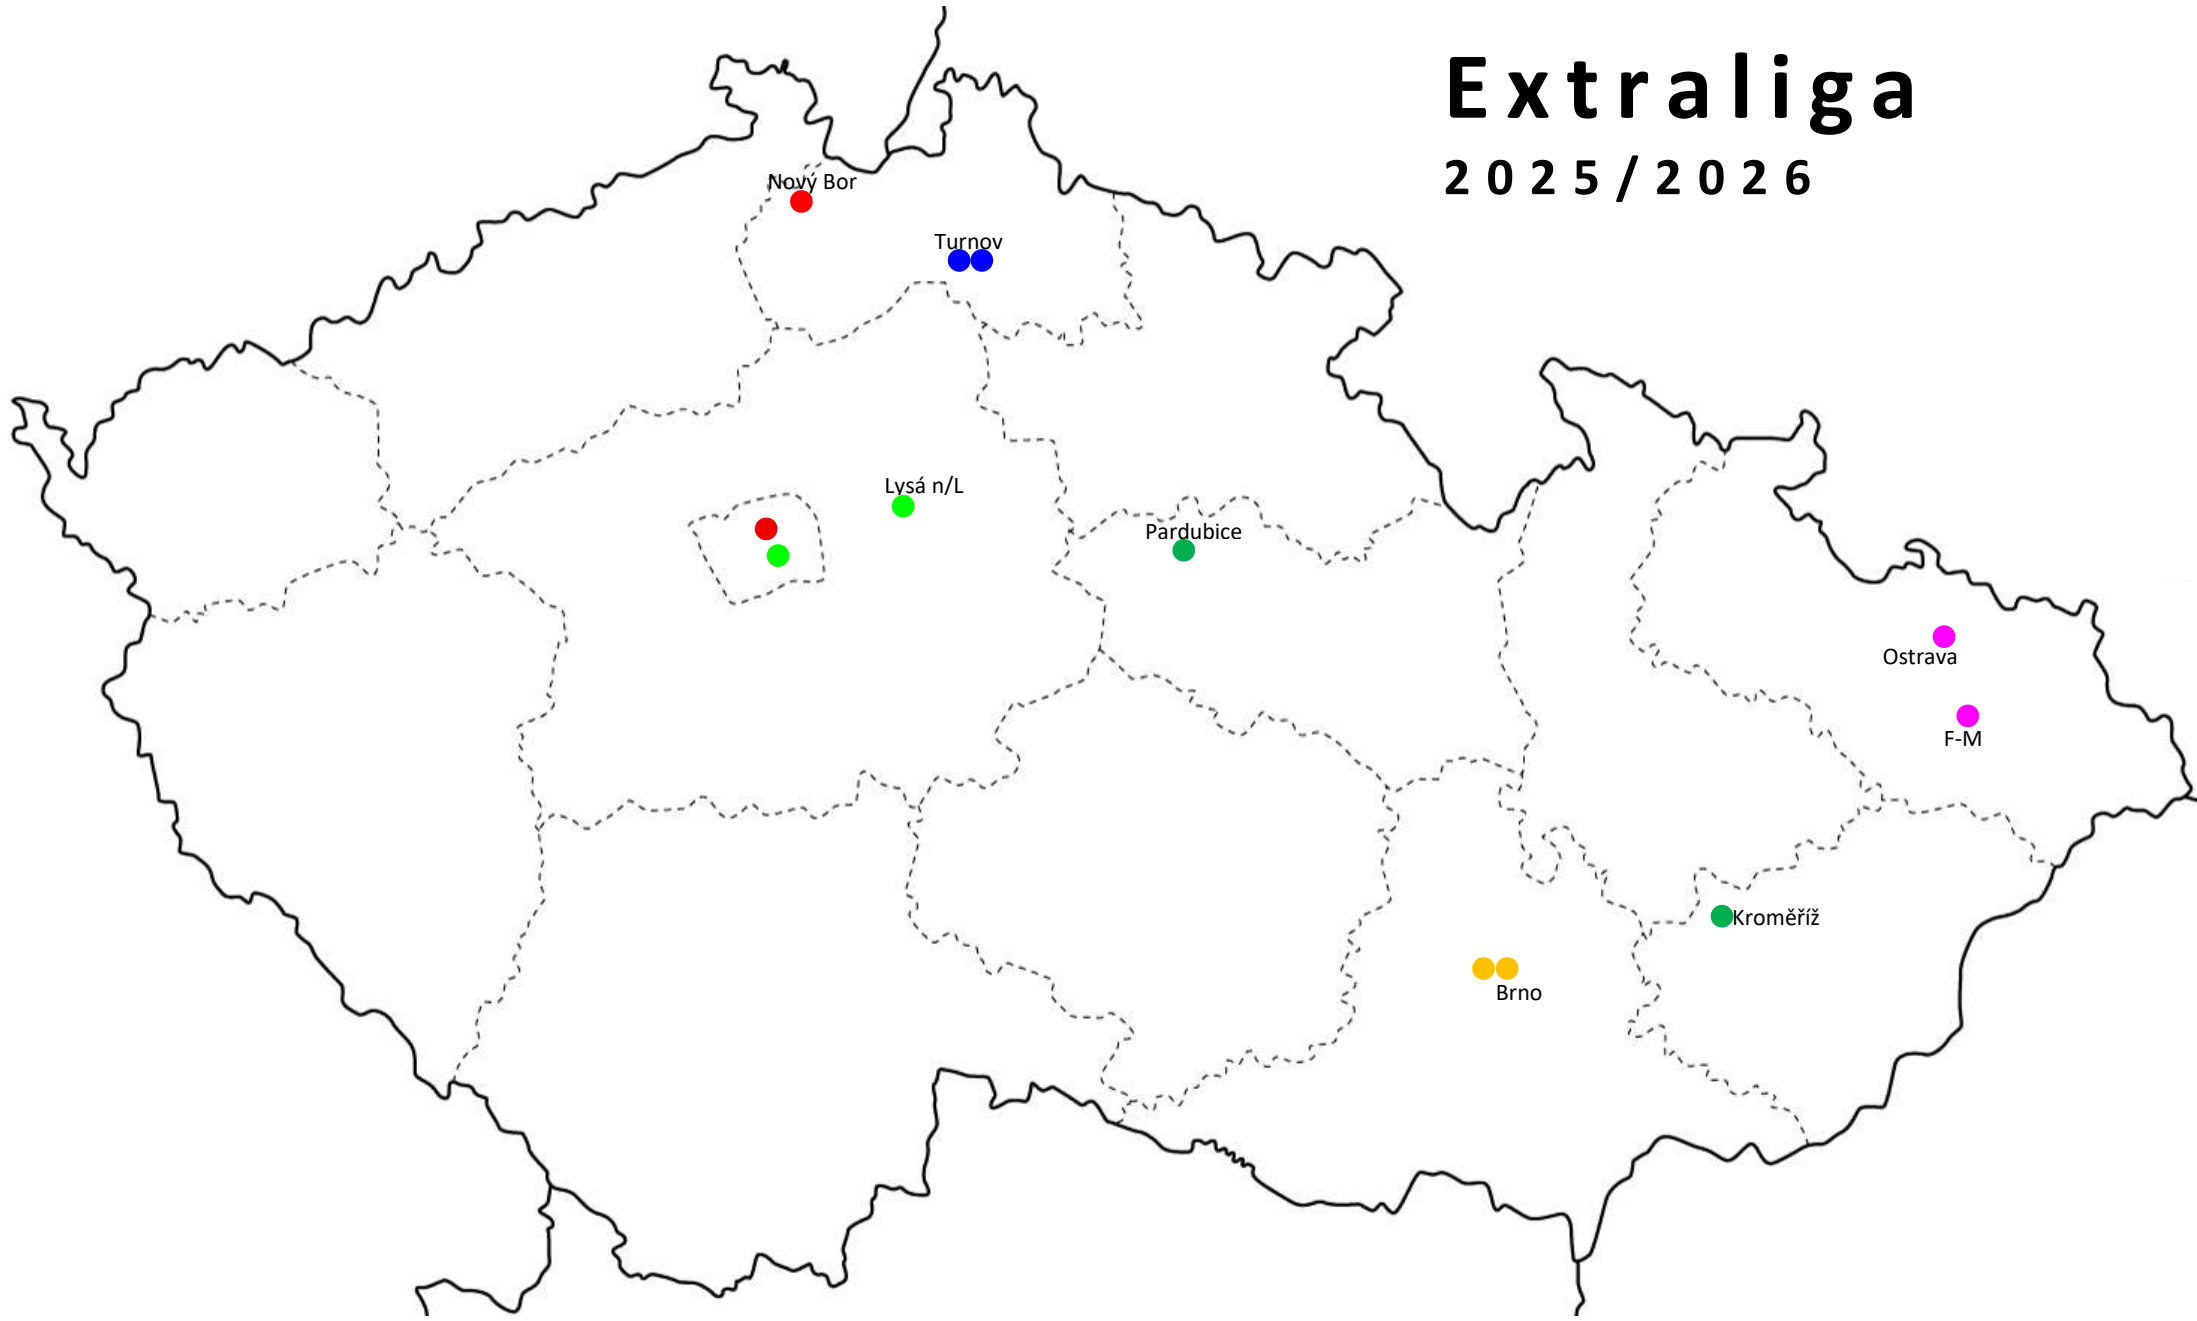 Extraliga
2025/2026
Nový Bor
Turnov
Lysá n/L
Pardubice
Ostrava
F-M
Kroměříž
Brno